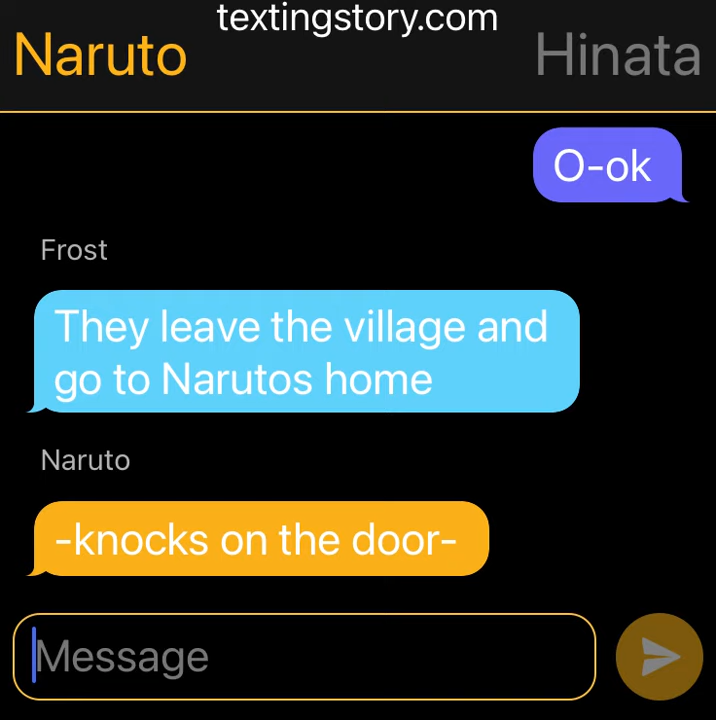 textingstory.com
Naruto
Hinata
O-ok
Frost
They leave the village and
go to Narutos home
Naruto
-knocks on the door-
Message